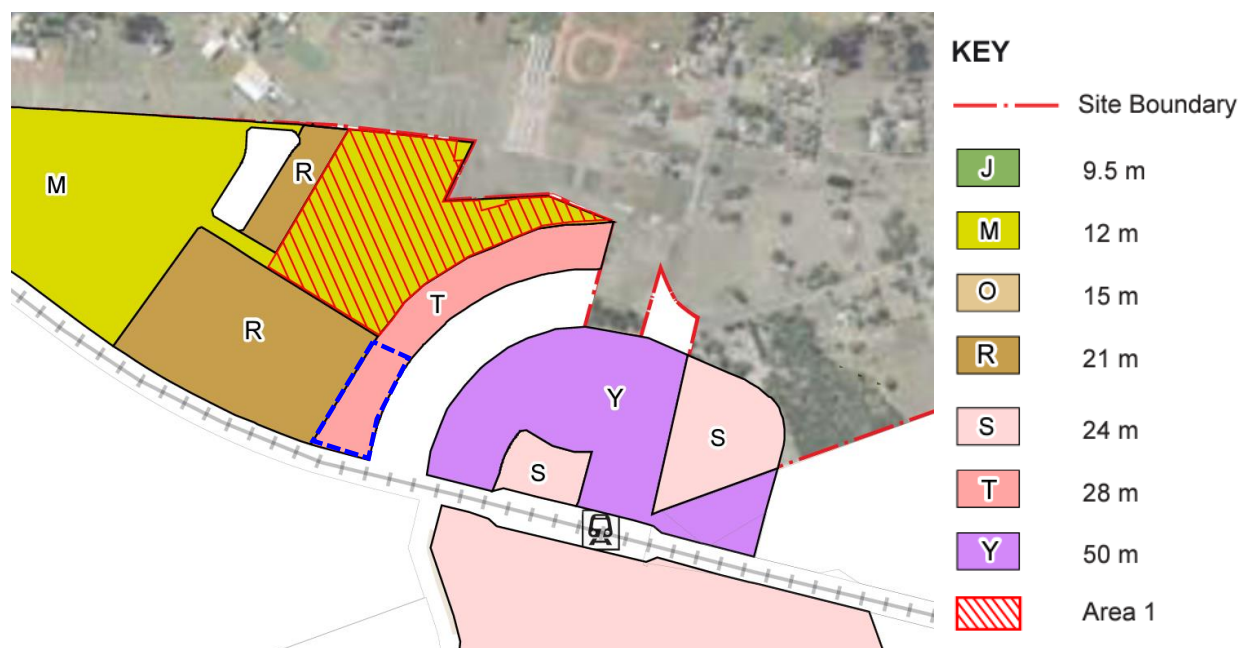 M
R
R
T
Y
S
S
KEY
Site Boundary
J 9.5 m
M 12 m
O 15 m
R 21 m
S 24 m
T 28 m
Y 50 m
Area 1